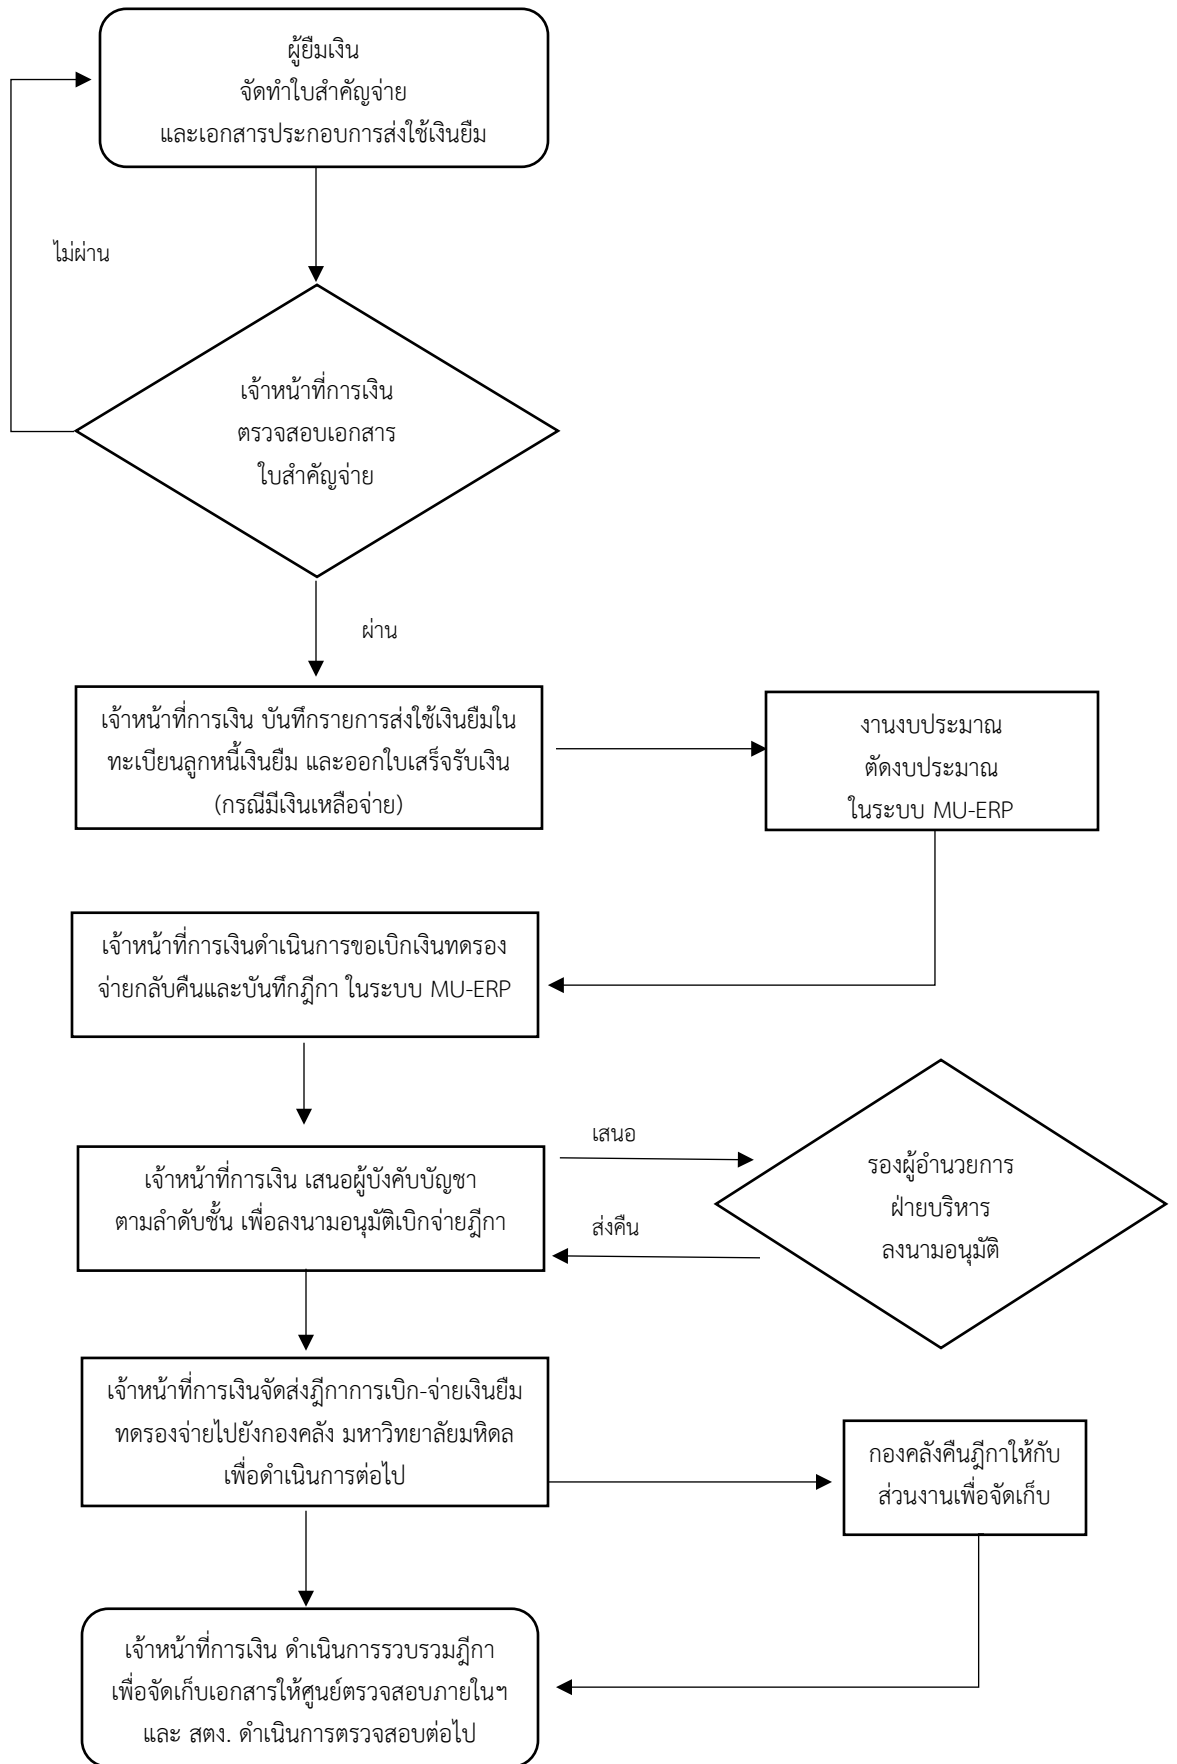 ผู้ยืมเงิน
จัดทำใบสำคัญจ่าย
และเอกสารประกอบการส่งใช้เงินยืม
ไม่ผ่าน
เจ้าหน้าที่การเงิน
ตรวจสอบเอกสาร
ใบสำคัญจ่าย
ผ่าน
เจ้าหน้าที่การเงิน บันทึกรายการส่งใช้เงินยืมใน
ทะเบียนลูกหนี้เงินยืม และออกใบเสร็จรับเงิน
(กรณีมีเงินเหลือจ่าย)
งานงบประมาณ
ตัดงบประมาณ
ในระบบ MU-ERP
เจ้าหน้าที่การเงินดำเนินการขอเบิกเงินทดรอง
จ่ายกลับคืนและบันทึกฎีกา ในระบบ MU-ERP
เจ้าหน้าที่การเงิน เสนอผู้บังคับบัญชา
ตามลำดับชั้น เพื่อลงนามอนุมัติเบิกจ่ายฎีกา
เสนอ
ส่งคืน
รองผู้อำนวยการ
ฝ่ายบริหาร
ลงนามอนุมัติ
เจ้าหน้าที่การเงินจัดส่งฎีกาการเบิก-จ่ายเงินยืม
ทดรองจ่ายไปยังกองคลัง มหาวิทยาลัยมหิดล
เพื่อดำเนินการต่อไป
กองคลังคืนฎีกาให้กับ
ส่วนงานเพื่อจัดเก็บ
เจ้าหน้าที่การเงิน ดำเนินการรวบรวมฎีกา
เพื่อจัดเก็บเอกสารให้ศูนย์ตรวจสอบภายในฯ
และ สตง. ดำเนินการตรวจสอบต่อไป